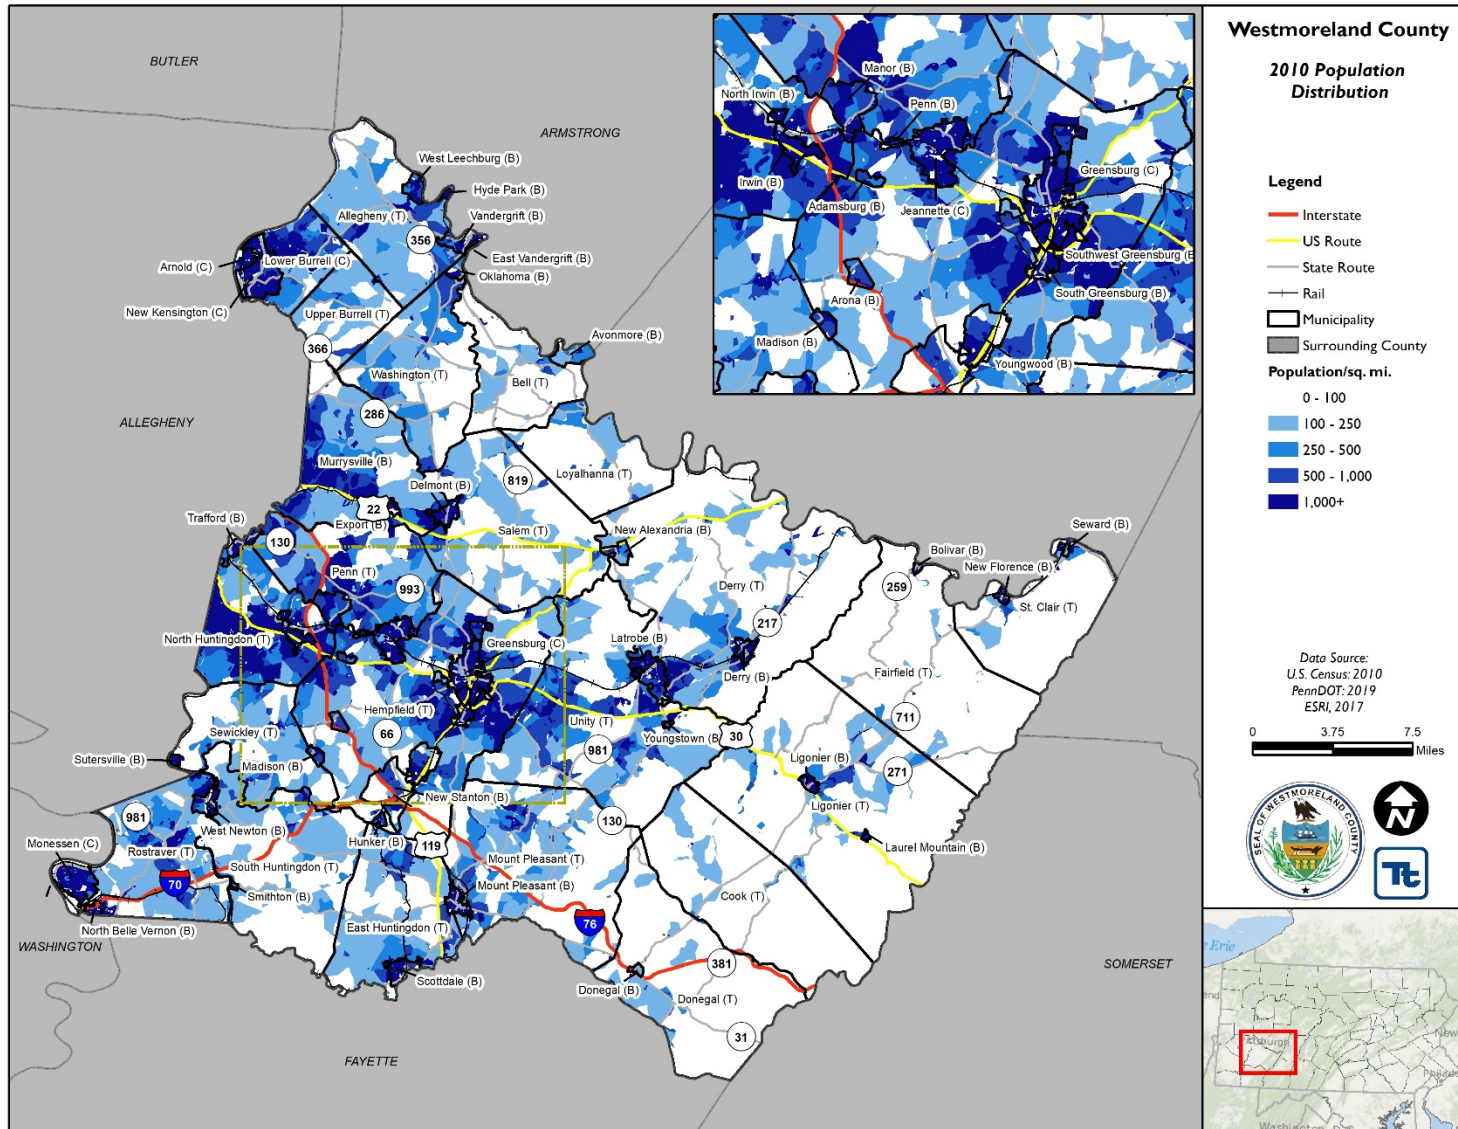 Westmoreland County
2010 Population
Distribution
Legend
Interstate
US Route
State Route
Rail
Municipality
Surrounding County
Population/sq. mi.
0 - 100
100 - 250
250 - 500
500 - 1,000
1,000+
Data Source:
U.S. Census: 2010
PennDOT: 2019
ESRI, 2017
0 3.75 7.5
Miles
SEAL OF WESTMORELAND COUNTY
N
Tt
BUTLER
ARMSTRONG
ALLEGHENY
WASHINGTON
FAYETTE
SOMERSET
West Leechburg (B)
Hyde Park (B)
Allegheny (T)
Vandergrift (B)
356
East Vandergrift (B)
Arnold (C)
Lower Burrell (C)
Oklahoma (B)
New Kensington (C)
Upper Burrell (T)
Avonmore (B)
366
Washington (T)
Bell (T)
286
Murrysville (B)
Loyalhanna (T)
819
Delmont (B)
22
Trafford (B)
Export (B)
Salem (T)
New Alexandria (B)
Seward (B)
130
Bolivar (B)
New Florence (B)
Penn (T)
993
Derry (T)
259
St. Clair (T)
217
North Huntingdon (T)
Greensburg (C)
Latrobe (B)
Derry (B)
Fairfield (T)
Hempfield (T)
Unity (T)
711
Sewickley (T)
66
Youngstown (B
30
981
Sutersville (B)
Madison (B)
Ligonier (B)
271
New Stanton (B)
Ligonier (T)
981
West Newton (B)
130
Hunker (B)
119
Laurel Mountain (B)
Monessen (C)
Rostraver (T)
South Huntingdon (T)
Mount Pleasant (T)
70
Smithton (B)
Mount Pleasant (B)
Cook (T)
North Belle Vernon (B)
East Huntingdon (T)
76
381
Scottdale (B)
Donegal (B)
Donegal (T)
31
Manor (B)
North Irwin (B)
Penn (B)
Greensburg (C)
Irwin (B)
Adamsburg (B)
Jeannette (C)
Southwest Greensburg (B
Arona (B)
South Greensburg (B)
Madison (B)
Youngwood (B)
Erie